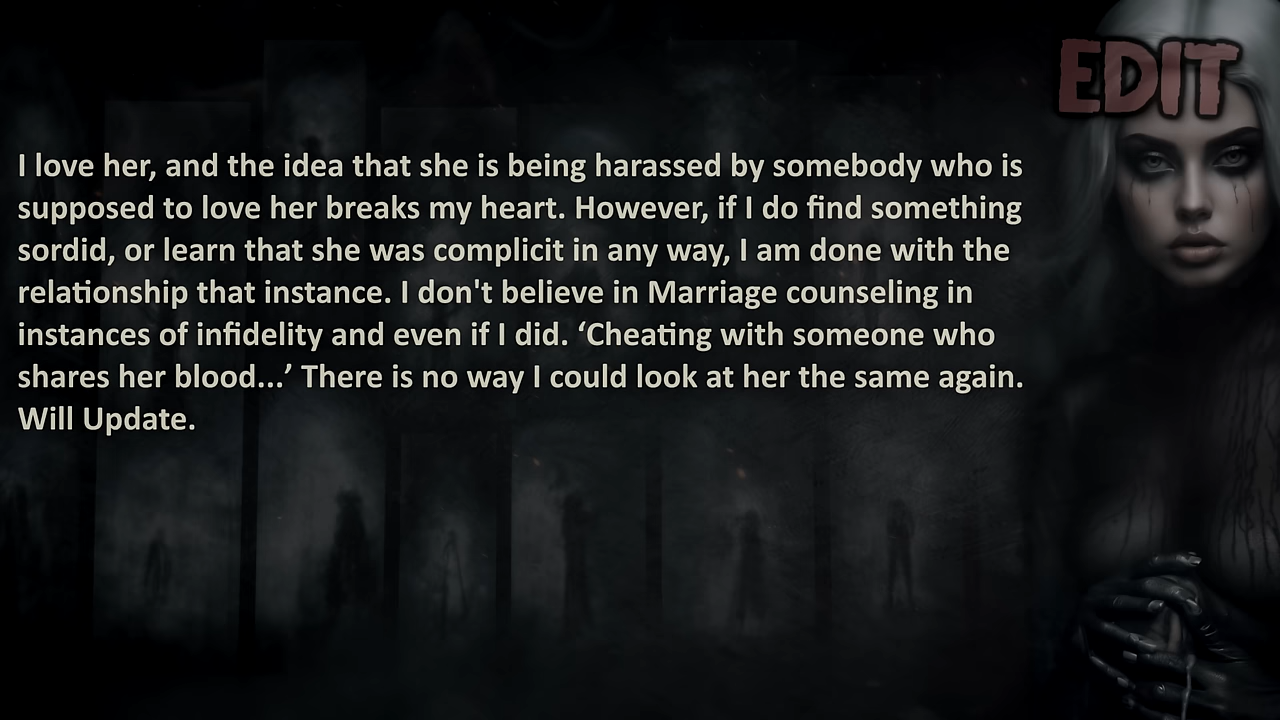 EDIT
I love her, and the idea that she is being harassed by somebody who is
supposed to love her breaks my heart. However, if I do find something
sordid, or learn that she was complicit in any way, I am done with the
relationship that instance. I don't believe in Marriage counseling in
instances of infidelity and even if I did. ‘Cheating with someone who
shares her blood...’ There is no way I could look at her the same again.
Will Update.